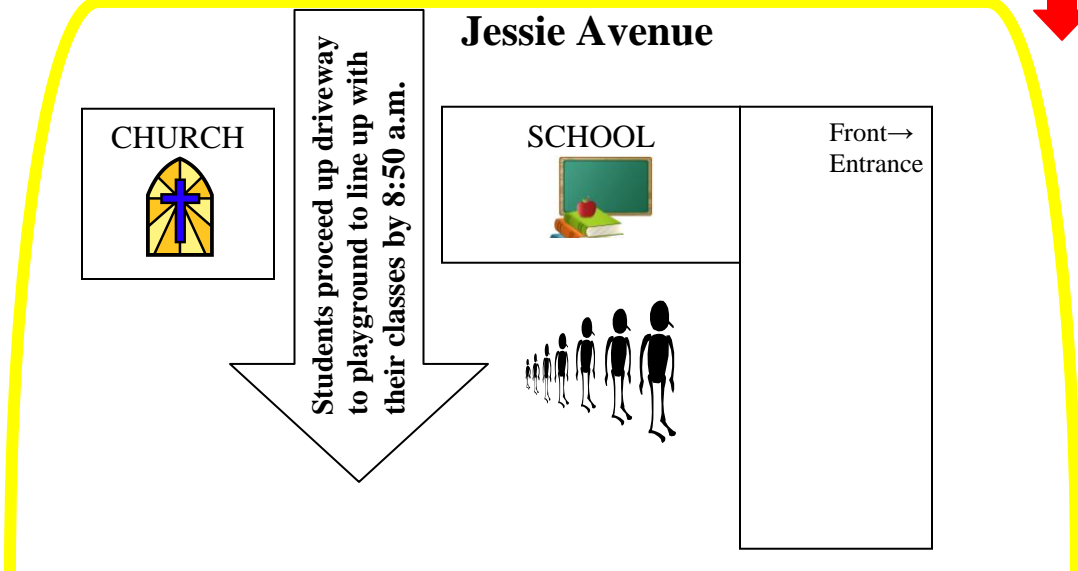 Jessie Avenue
CHURCH
Students proceed up driveway
to playground to line up with
their classes by 8:50 a.m.
SCHOOL
Front→
Entrance